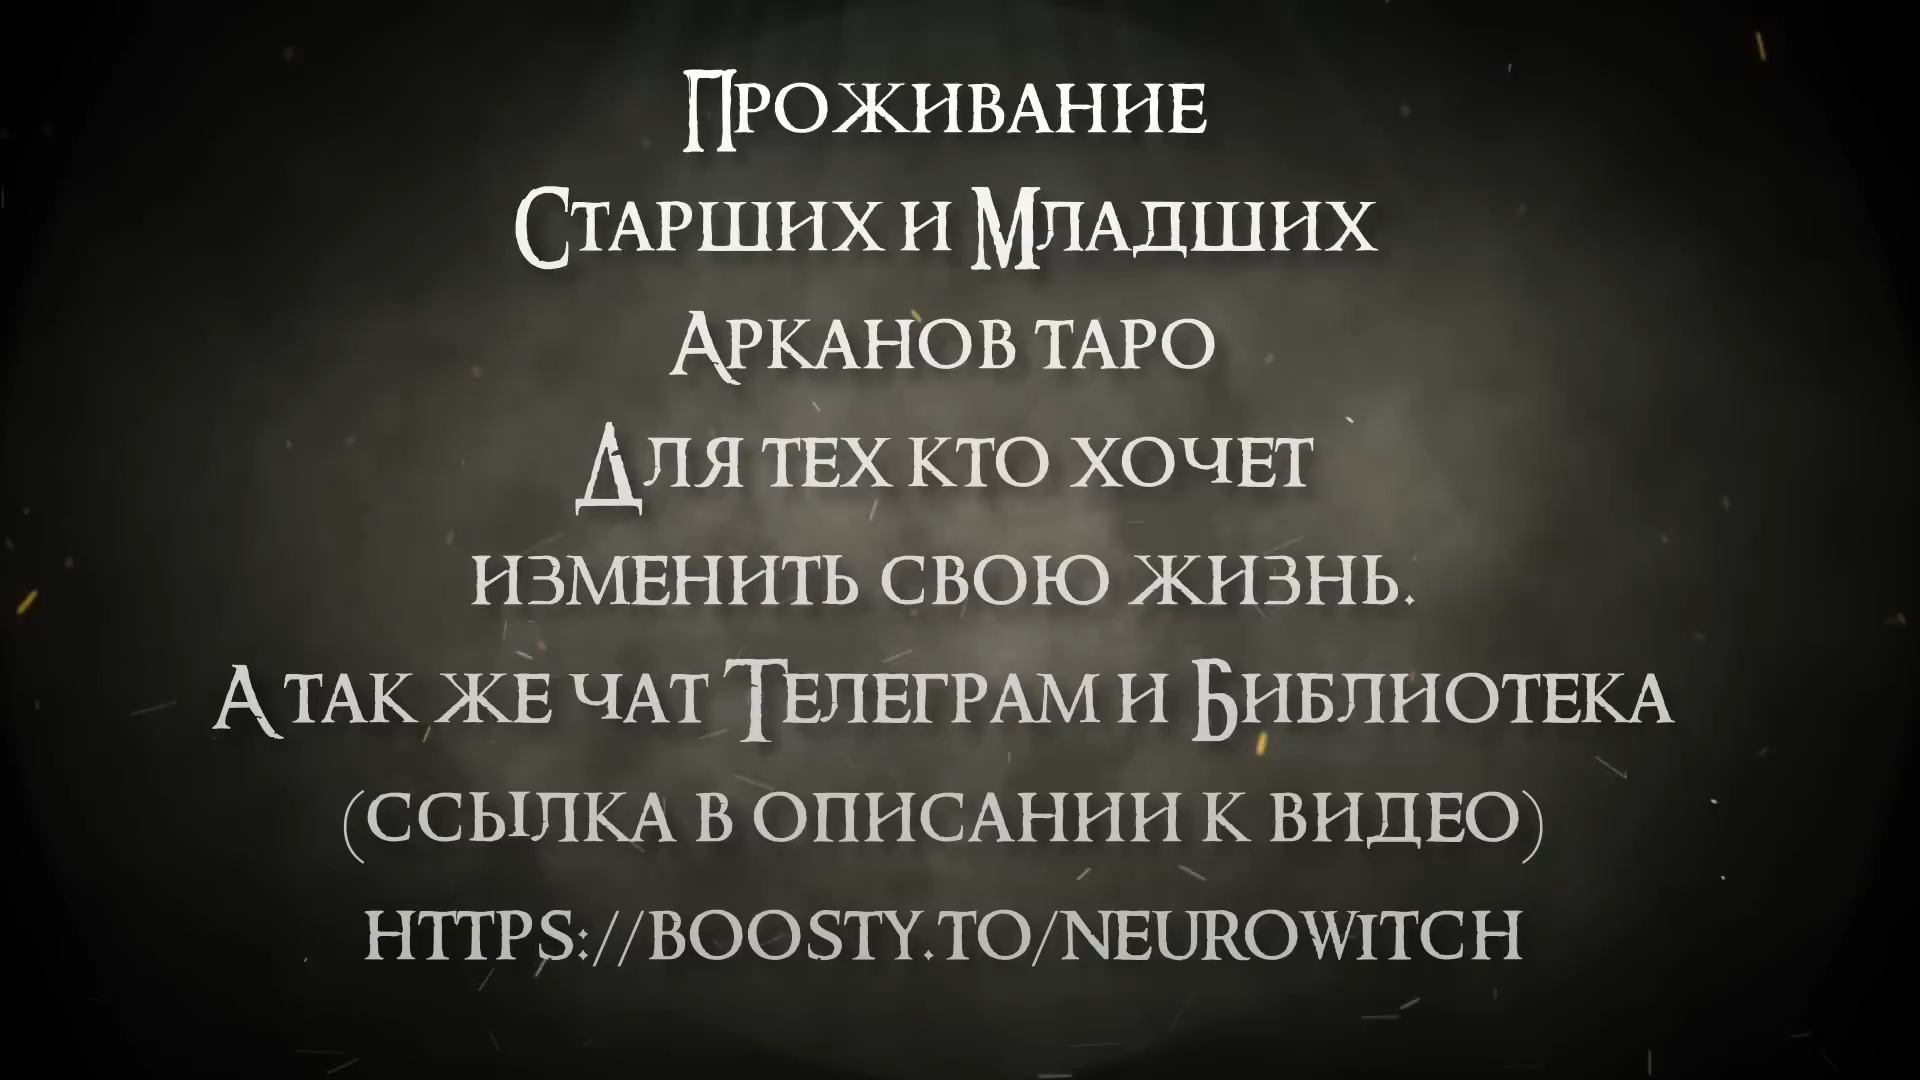 Проживание
Старших и Младших
Арканов таро
Для тех кто хочет
изменить свою жизнь.
А так же чат Телеграм и Библиотека
(ссылка в описании к видео)
https://boosty.to/neurowitch